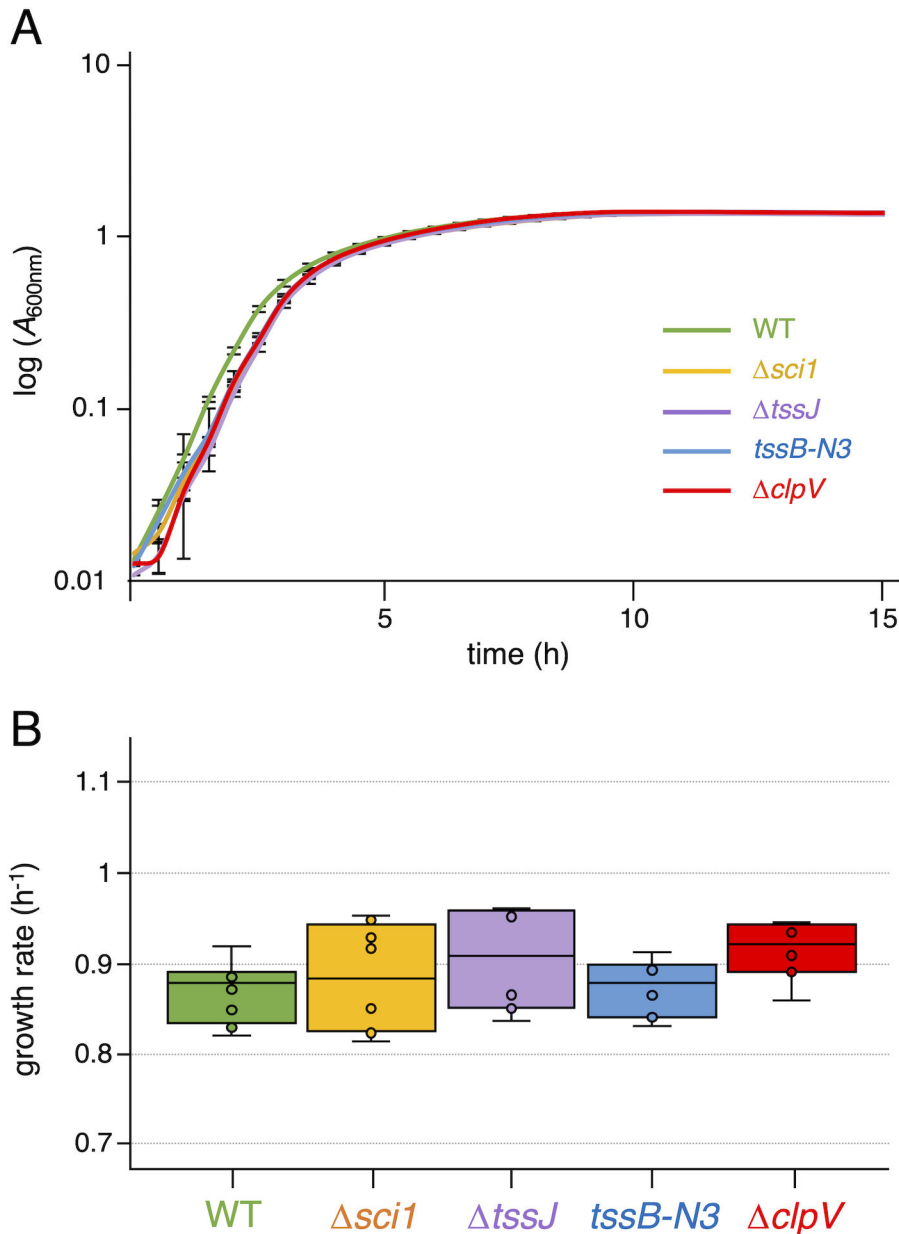 A
10
1
0.1
0.01
log (A600nm)
5
10
15
time (h)
WT
Δsci1
ΔtssJ
tssB-N3
ΔclpV
B
1.1
1
0.9
0.8
0.7
growth rate (h-1)
WT
Δsci1
ΔtssJ
tssB-N3
ΔclpV